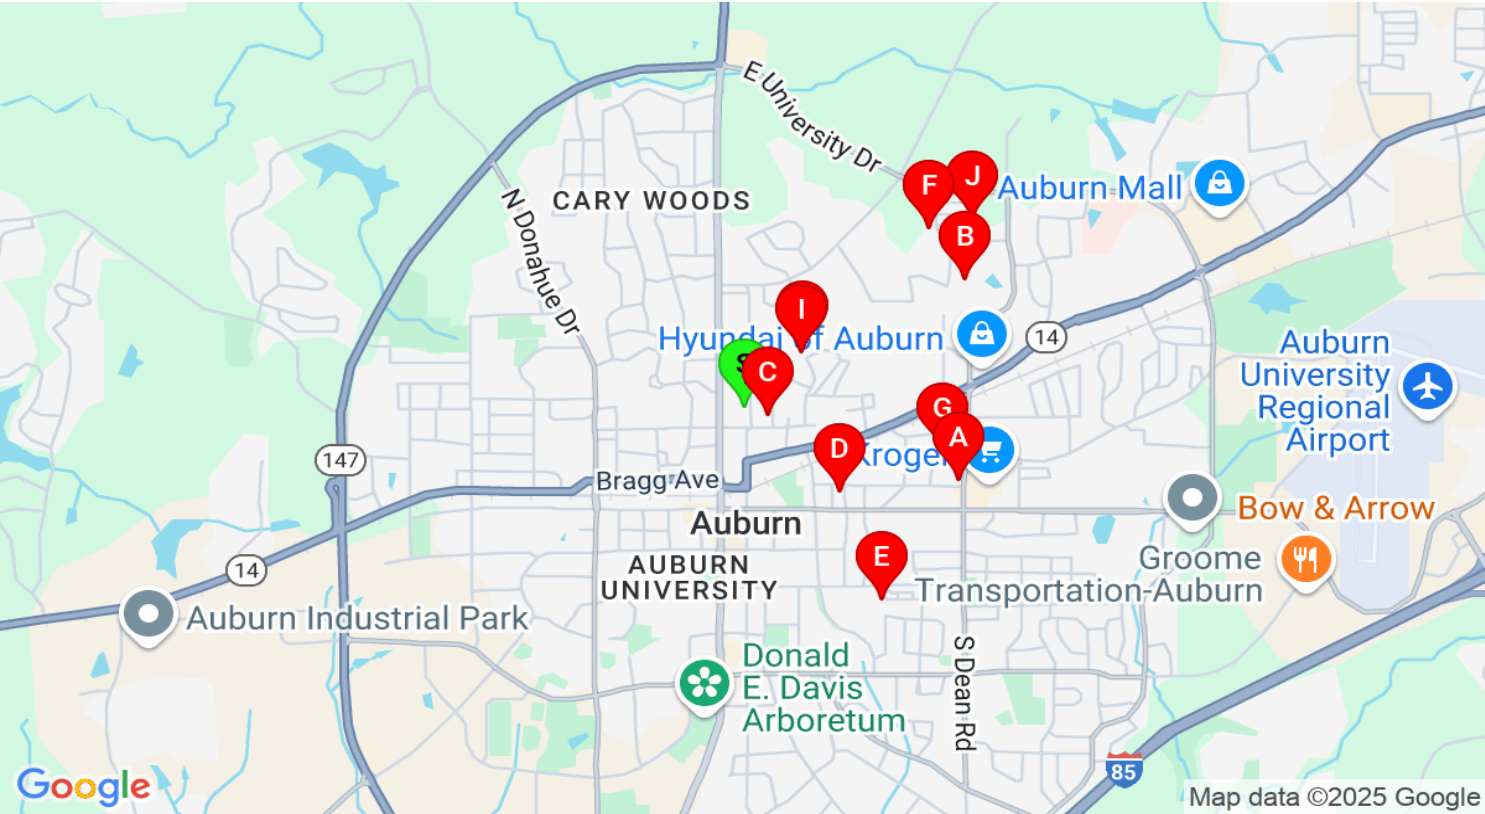 E University Dr
CARY WOODS
N Donahue Dr
F
J
Auburn Mall
B
I
Hyundai of Auburn
14
S
C
Auburn
University
Regional
Airport
G
A
D
Kroger
147
Bragg Ave
Auburn
Bow & Arrow
AUBURN
UNIVERSITY
E
Groome
Transportation-Auburn
14
Auburn Industrial Park
S Dean Rd
Donald
E. Davis
Arboretum
85
Google
Map data ©2025 Google